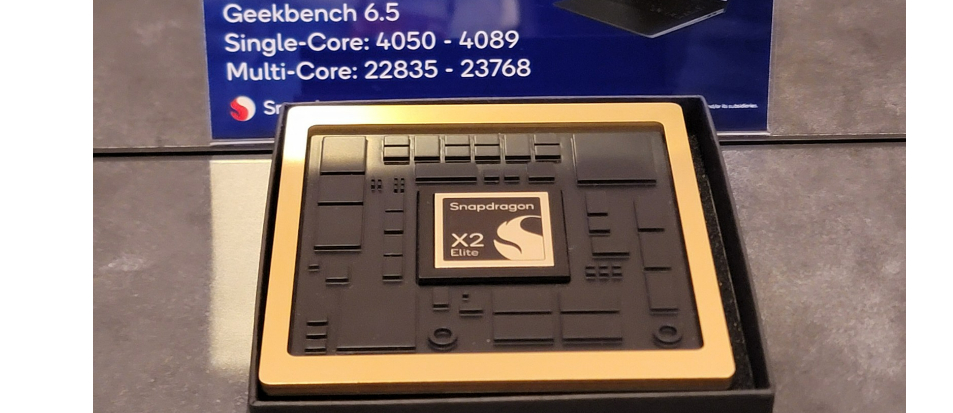 Geekbench 6.5
Single-Core: 4050 - 4089
Multi-Core: 22835 - 23768
Snapdragon
X2
Elite